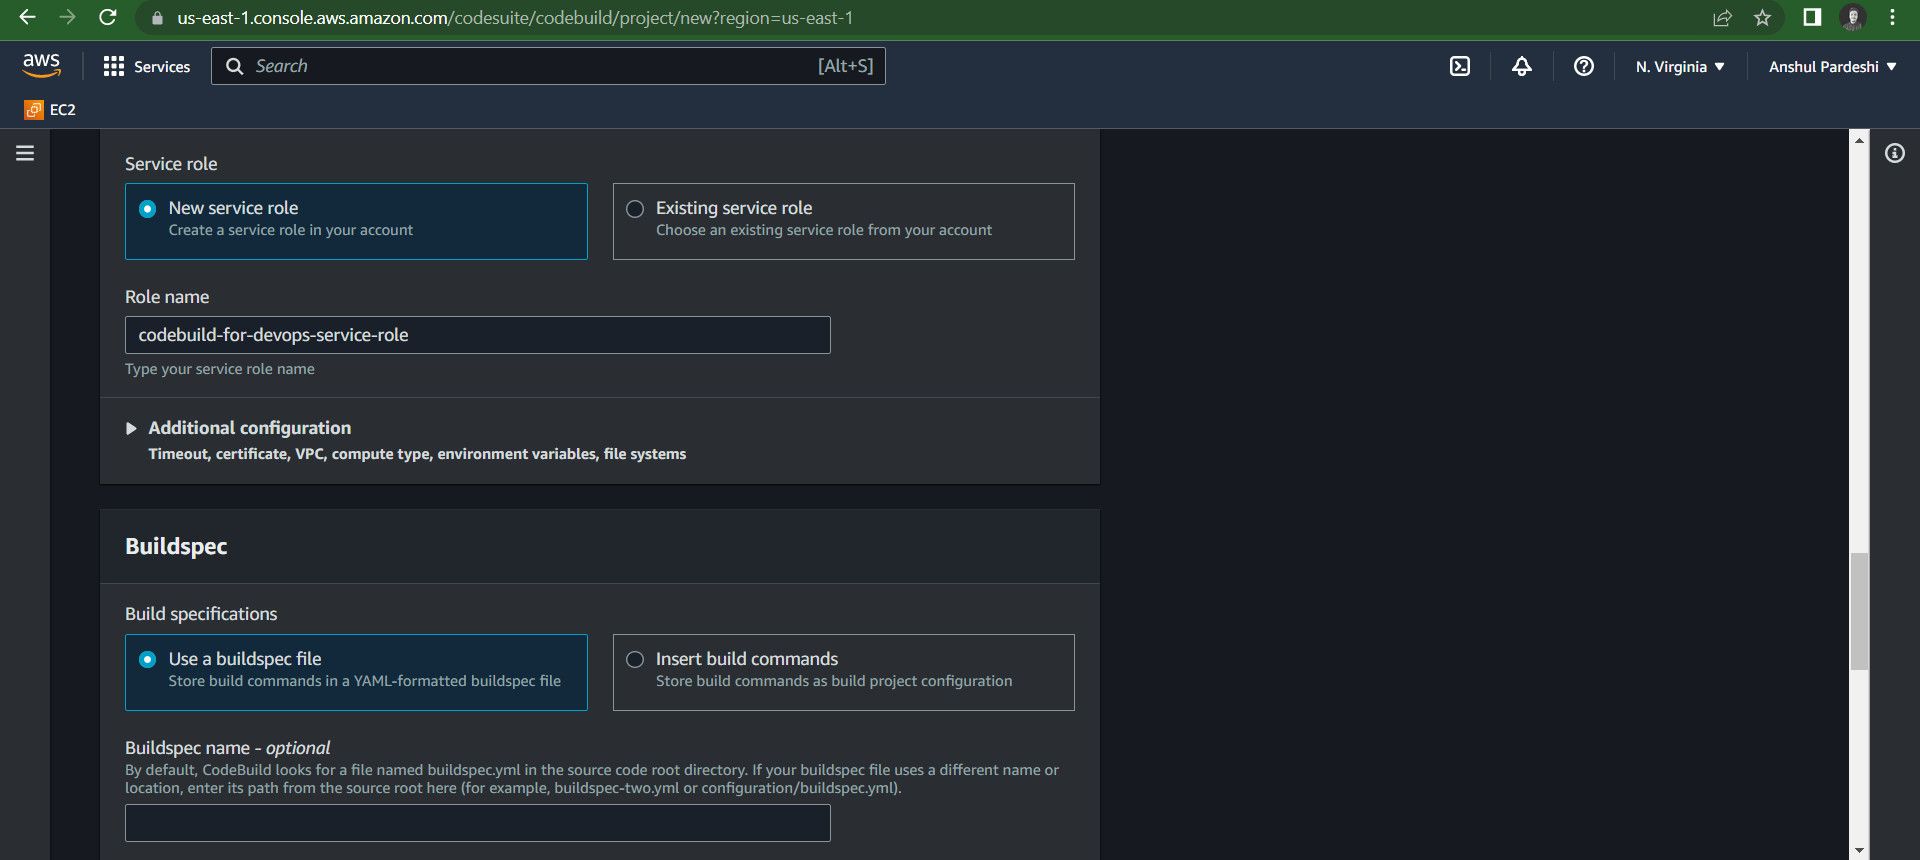 us-east-1.console.aws.amazon.com/codesuite/codebuild/project/new?region=us-east-1
aws
Services
Search
[Alt+S]
N. Virginia
Anshul Pardeshi
EC2
Service role
New service role
Create a service role in your account
Existing service role
Choose an existing service role from your account
Role name
codebuild-for-devops-service-role
Type your service role name
Additional configuration
Timeout, certificate, VPC, compute type, environment variables, file systems
Buildspec
Build specifications
Use a buildspec file
Store build commands in a YAML-formatted buildspec file
Insert build commands
Store build commands as build project configuration
Buildspec name - optional
By default, CodeBuild looks for a file named buildspec.yml in the source code root directory. If your buildspec file uses a different name or
location, enter its path from the source root here (for example, buildspec-two.yml or configuration/buildspec.yml).